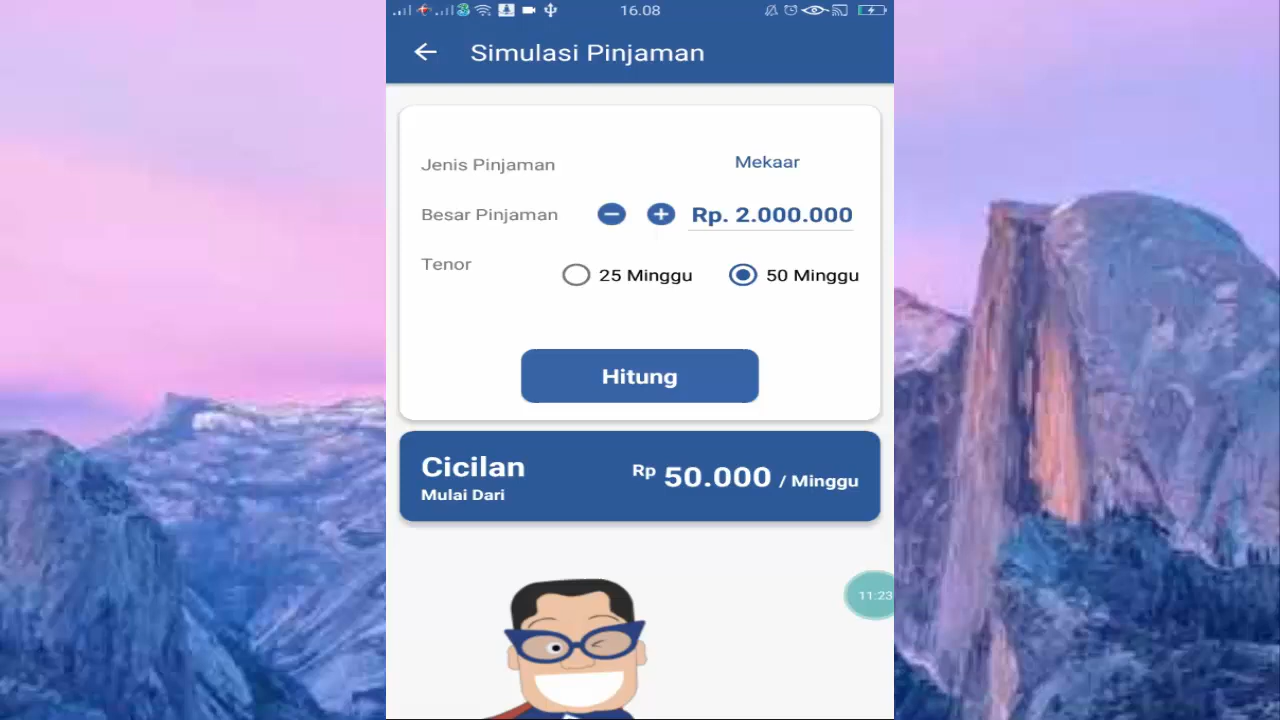 16.08
Simulasi Pinjaman
Jenis Pinjaman
Mekaar
Besar Pinjaman
Rp. 2.000.000
Tenor
25 Minggu
50 Minggu
Hitung
Cicilan
Rp 50.000 / Minggu
Mulai Dari
11:23